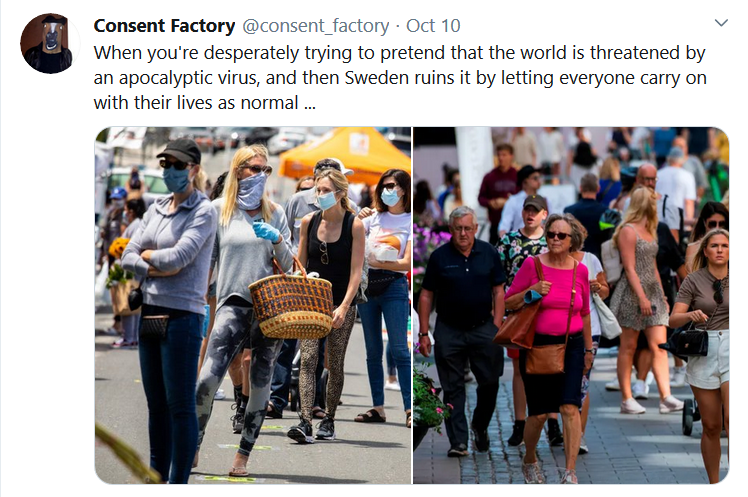 Consent Factory @consent_factory · Oct 10
When you're desperately trying to pretend that the world is threatened by
an apocalyptic virus, and then Sweden ruins it by letting everyone carry on
with their lives as normal ...